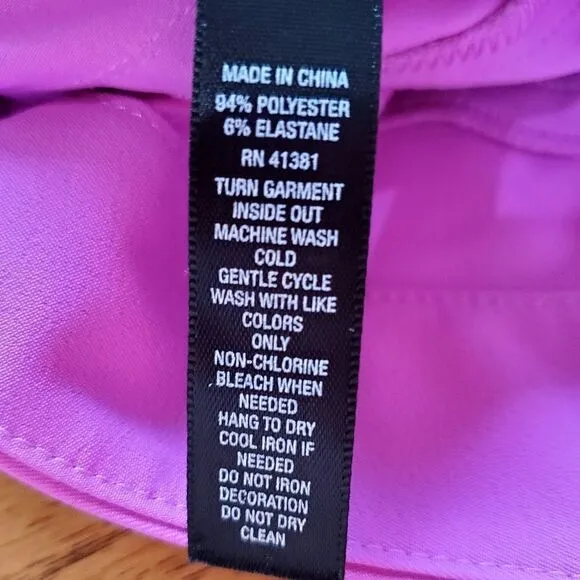 MADE IN CHINA
94% POLYESTER
6% ELASTANE
RN 41381
TURN GARMENT
INSIDE OUT
MACHINE WASH
COLD
GENTLE CYCLE
WASH WITH LIKE
COLORS
ONLY
NON-CHLORINE
BLEACH WHEN
NEEDED
HANG TO DRY
COOL IRON IF
NEEDED
DO NOT IRON
DECORATION
DO NOT DRY
CLEAN